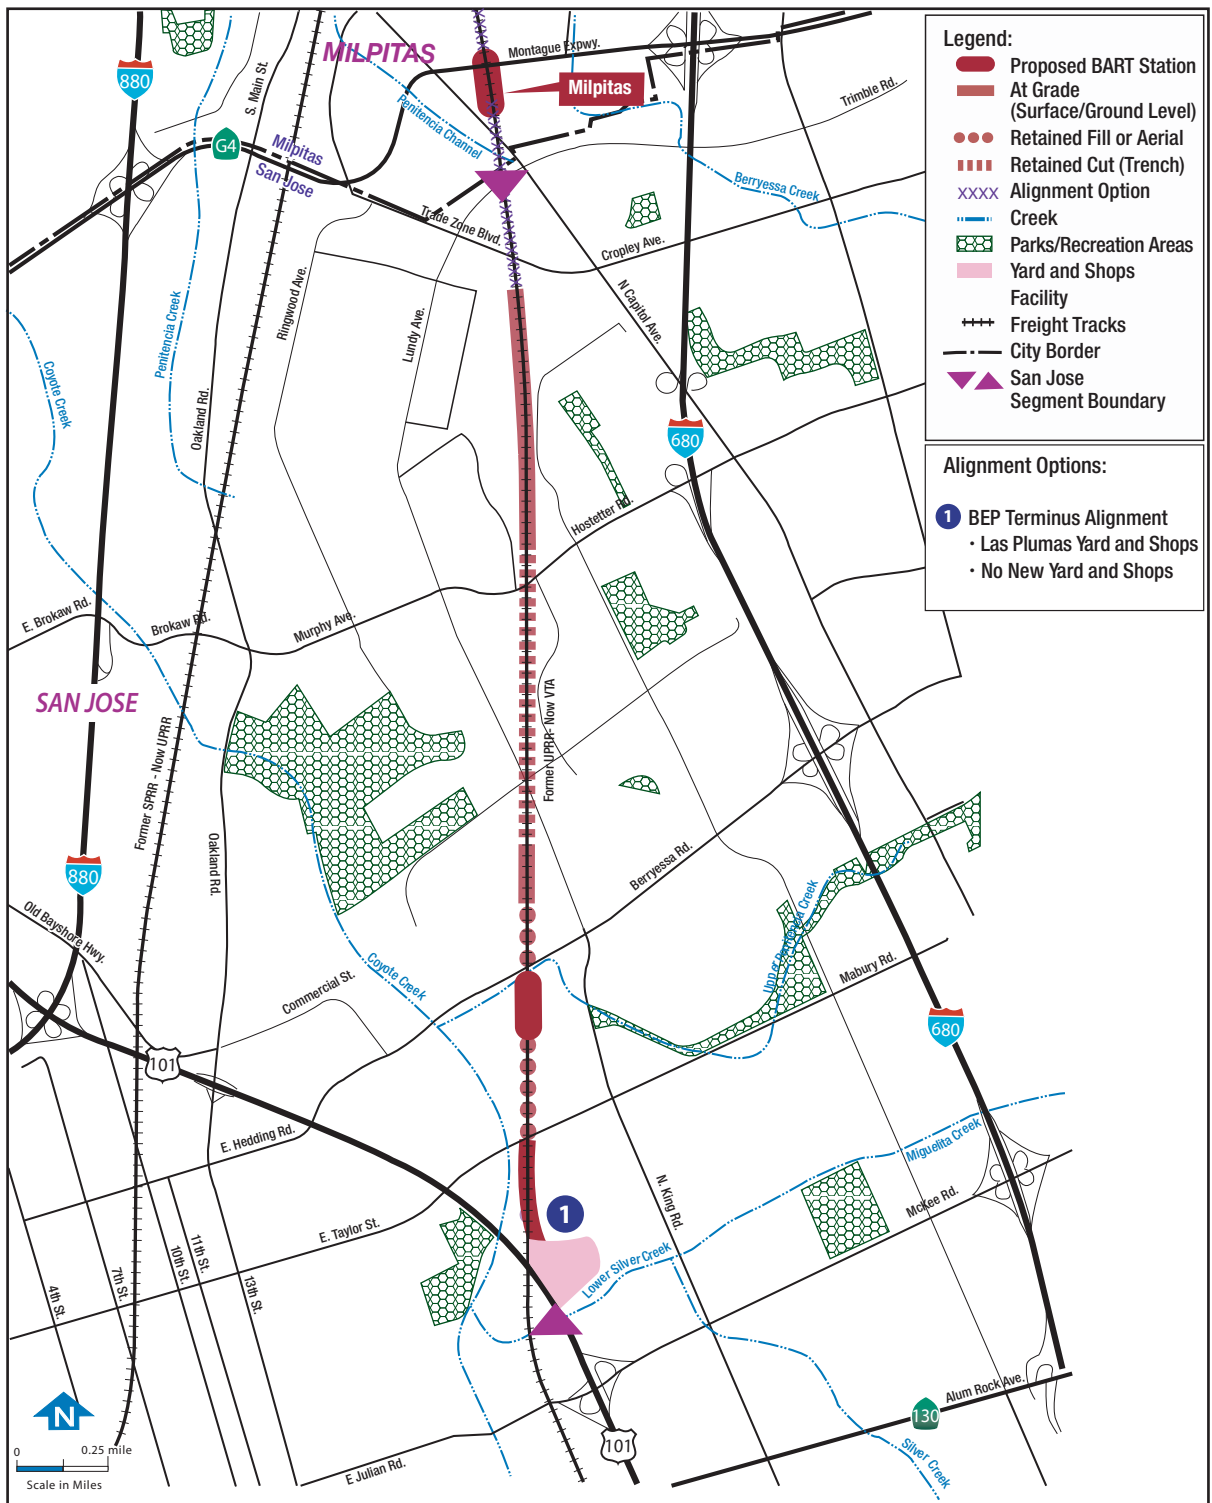 MILPITAS
Montague Expwy.
Milpitas
880
S. Main St.
Penitencia Channel
Trimble Rd.
G4
Milpitas
San Jose
Berryessa Creek
Trade Zone Blvd.
Cropley Ave.
Ringwood Ave.
Lundy Ave.
N Capitol Ave.
Penitencia Creek
Coyote Creek
Oakland Rd.
680
Hostetter Rd.
E. Brokaw Rd.
Brokaw Rd.
Murphy Ave.
SAN JOSE
Former SPRR - Now UPRR
Former UPRR - Now VTA
Oakland Rd.
880
Berryessa Rd.
Old Bayshore Hwy.
Coyote Creek
Commercial St.
Upper Penitencia Creek
Mabury Rd.
680
101
E. Hedding Rd.
Miguelita Creek
McKee Rd.
N. King Rd.
1
E. Taylor St.
Lower Silver Creek
4th St.
7th St.
10th St.
11th St.
13th St.
Alum Rock Ave.
130
101
E Julian Rd.
Silver Creek
N
0
0.25 mile
Scale in Miles
Legend:
Proposed BART Station
At Grade
(Surface/Ground Level)
Retained Fill or Aerial
Retained Cut (Trench)
XXXX Alignment Option
Creek
Parks/Recreation Areas
Yard and Shops
Facility
Freight Tracks
City Border
San Jose
Segment Boundary
Alignment Options:
1 BEP Terminus Alignment
· Las Plumas Yard and Shops
· No New Yard and Shops